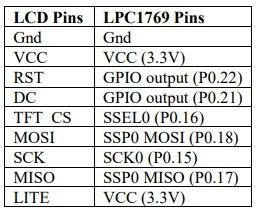 LCD Pins LPC1769 Pins
Gnd Gnd
VCC VCC (3.3V)
RST GPIO output (P0.22)
DC GPIO output (P0.21)
TFT_CS SSEL0 (P0.16)
MOSI SSP0 MOSI (P0.18)
SCK SCK0 (P0.15)
MISO SSP0 MISO (P0.17)
LITE VCC (3.3V)